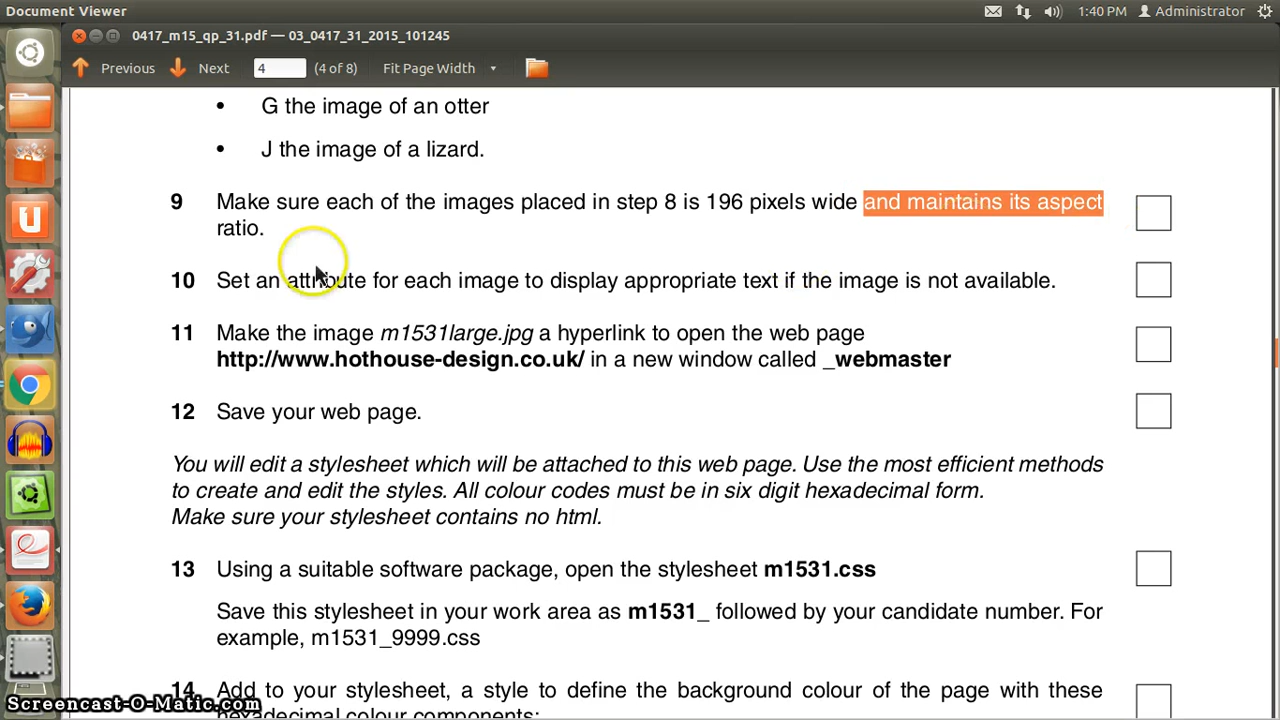 Document Viewer
1:40 PM
Administrator
0417_m15_qp_31.pdf — 03_0417_31_2015_101245
Previous
Next
4
(4 of 8)
Fit Page Width
• G the image of an otter
• J the image of a lizard.
9 Make sure each of the images placed in step 8 is 196 pixels wide and maintains its aspect
ratio.
10 Set an attribute for each image to display appropriate text if the image is not available.
11 Make the image m1531large.jpg a hyperlink to open the web page
http://www.hothouse-design.co.uk/ in a new window called _webmaster
12 Save your web page.
You will edit a stylesheet which will be attached to this web page. Use the most efficient methods
to create and edit the styles. All colour codes must be in six digit hexadecimal form.
Make sure your stylesheet contains no html.
13 Using a suitable software package, open the stylesheet m1531.css
Save this stylesheet in your work area as m1531_ followed by your candidate number. For
example, m1531_9999.css
14 Add to your stylesheet, a style to define the background colour of the page with these
hexadecimal colour components:
Screencast-O-Matic.com